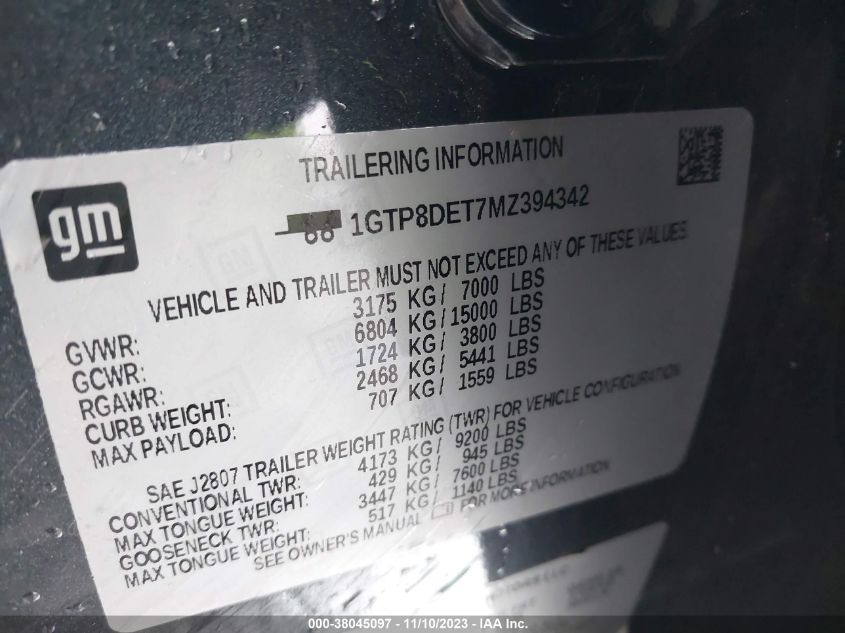 TRAILERING INFORMATION
gm
1GTP8DET7MZ394342
VEHICLE AND TRAILER MUST NOT EXCEED ANY OF THESE VALUES.
GVWR: 3175 KG/ 7000 LBS
GCWR: 6804 KG/ 15000 LBS
RGAWR: 1724 KG/ 3800 LBS
CURB WEIGHT: 2468 KG/ 5441 LBS
MAX PAYLOAD: 707 KG/ 1559 LBS
SAE J2807 TRAILER WEIGHT RATING (TWR) FOR VEHICLE CONFIGURATION
CONVENTIONAL TWR: 4173 KG/ 9200 LBS
MAX TONGUE WEIGHT: 429 KG/ 945 LBS
GOOSENECK TWR: 3447 KG/ 7600 LBS
MAX TONGUE WEIGHT: 517 KG/ 1140 LBS
SEE OWNER'S MANUAL FOR MORE INFORMATION
000-38045097 - 11/10/2023 - IAA Inc.